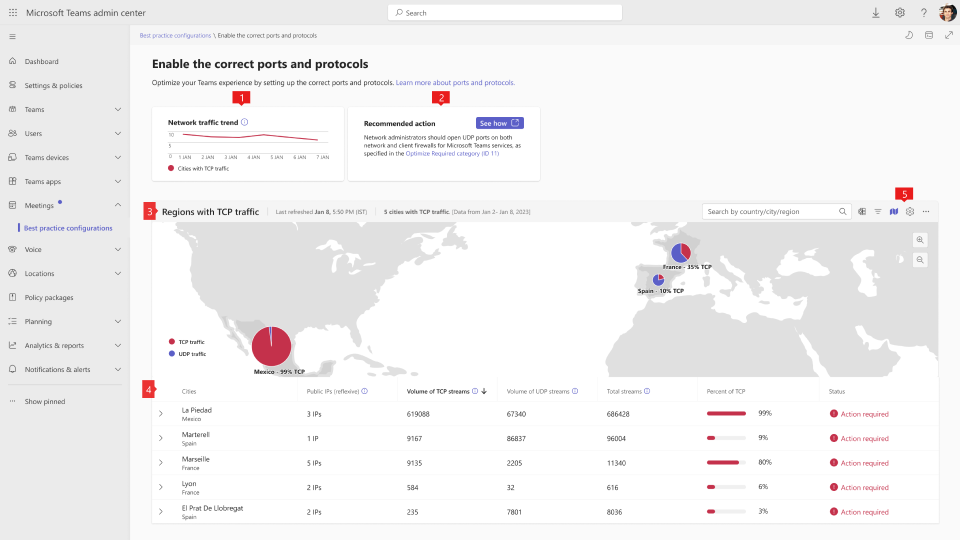 Microsoft Teams admin center
Search
Best practice configurations \ Enable the correct ports and protocols
Dashboard
Settings & policies
Teams
Users
Teams devices
Teams apps
Meetings
Best practice configurations
Voice
Locations
Policy packages
Planning
Analytics & reports
Notifications & alerts
Show pinned
Enable the correct ports and protocols
Optimize your Teams experience by setting up the correct ports and protocols. Learn more about ports and protocols.
1
Network traffic trend
10
5
0
1 JAN 2 JAN 3 JAN 4 JAN 5 JAN 6 JAN 7 JAN
Cities with TCP traffic
2
Recommended action
See how
Network administrators should open UDP ports on both
network and client firewalls for Microsoft Teams services, as
specified in the Optimize Required category (ID 11)
3
Regions with TCP traffic
Last refreshed Jan 8, 5:50 PM (IST)
5 cities with TCP traffic (Data from Jan 2- Jan 8, 2023)
Search by country/city/region
5
France - 35% TCP
Spain - 10% TCP
TCP traffic
UDP traffic
Mexico - 99% TCP
4
Cities Public IPs (reflexive) Volume of TCP streams Volume of UDP streams Total streams Percent of TCP Status
La Piedad
Mexico
3 IPs 619088 67340 686428 99% Action required
Marterell
Spain
1 IP 9167 86837 96004 9% Action required
Marseille
France
5 IPs 9135 2205 11340 80% Action required
Lyon
France
2 IPs 584 32 616 6% Action required
El Prat De Llobregat
Spain
2 IPs 235 7801 8036 3% Action required